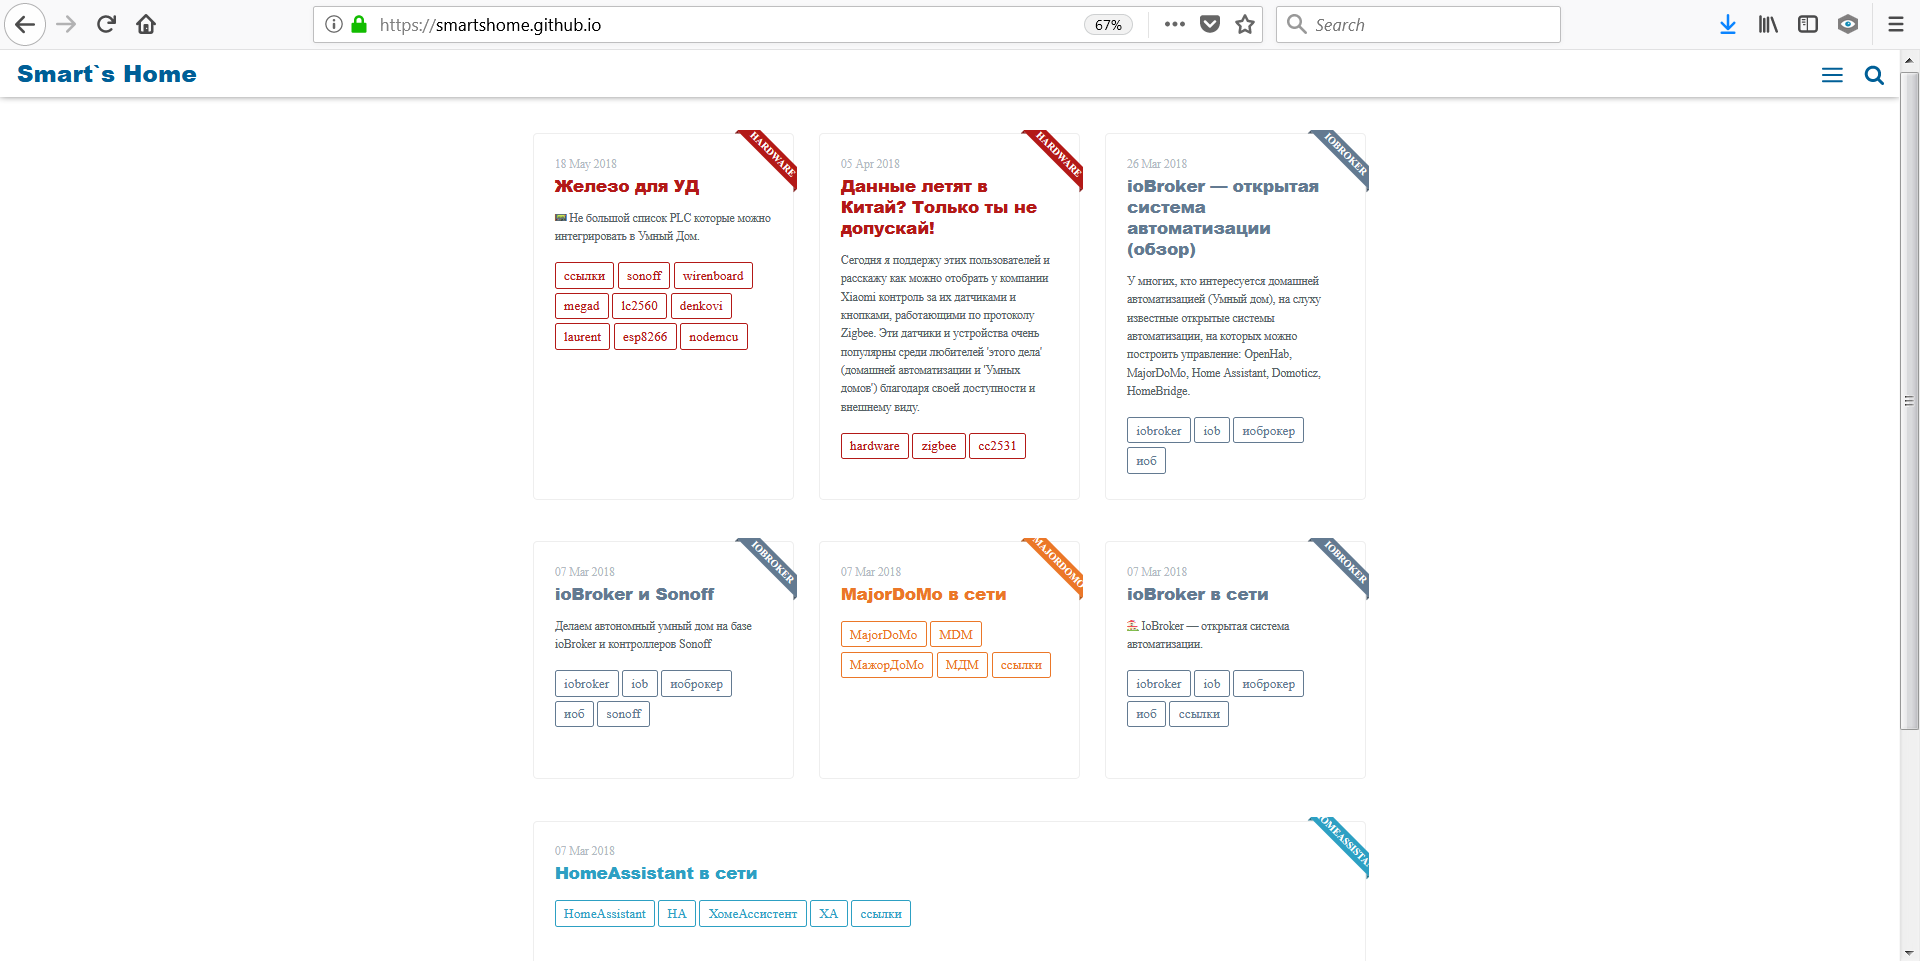 https://smartshome.github.io
67%
Search
Smart`s Home
HARDWARE
18 May 2018
Железо для УД
Не большой список PLC которые можно
интегрировать в Умный Дом.
ссылки sonoff wirenboard
megad lc2560 denkovi
laurent esp8266 nodemcu
HARDWARE
05 Apr 2018
Данные летят в
Китай? Только ты не
допускай!
Сегодня я поддержу этих пользователей и
расскажу как можно отобрать у компании
Xiaomi контроль за их датчиками и
кнопками, работающими по протоколу
Zigbee. Эти датчики и устройства очень
популярны среди любителей 'этого дела'
(домашней автоматизации и 'Умных
домов') благодаря своей доступности и
внешнему виду.
hardware zigbee cc2531
IOBROKER
26 Mar 2018
ioBroker — открытая
система
автоматизации
(обзор)
У многих, кто интересуется домашней
автоматизацией (Умный дом), на слуху
известные открытые системы
автоматизации, на которых можно
построить управление: OpenHab,
MajorDoMo, Home Assistant, Domoticz,
HomeBridge.
iobroker iob иоброкер
иоб
IOBROKER
07 Mar 2018
ioBroker и Sonoff
Делаем автономный умный дом на базе
ioBroker и контроллеров Sonoff
iobroker iob иоброкер
иоб sonoff
MAJORDOMO
07 Mar 2018
MajorDoMo в сети
MajorDoMo MDM
МажорДоМо МДМ ссылки
IOBROKER
07 Mar 2018
ioBroker в сети
IoBroker — открытая система
автоматизации.
iobroker iob иоброкер
иоб ссылки
OMEASSISTA
07 Mar 2018
HomeAssistant в сети
HomeAssistant HA ХомеАссистент ХА ссылки